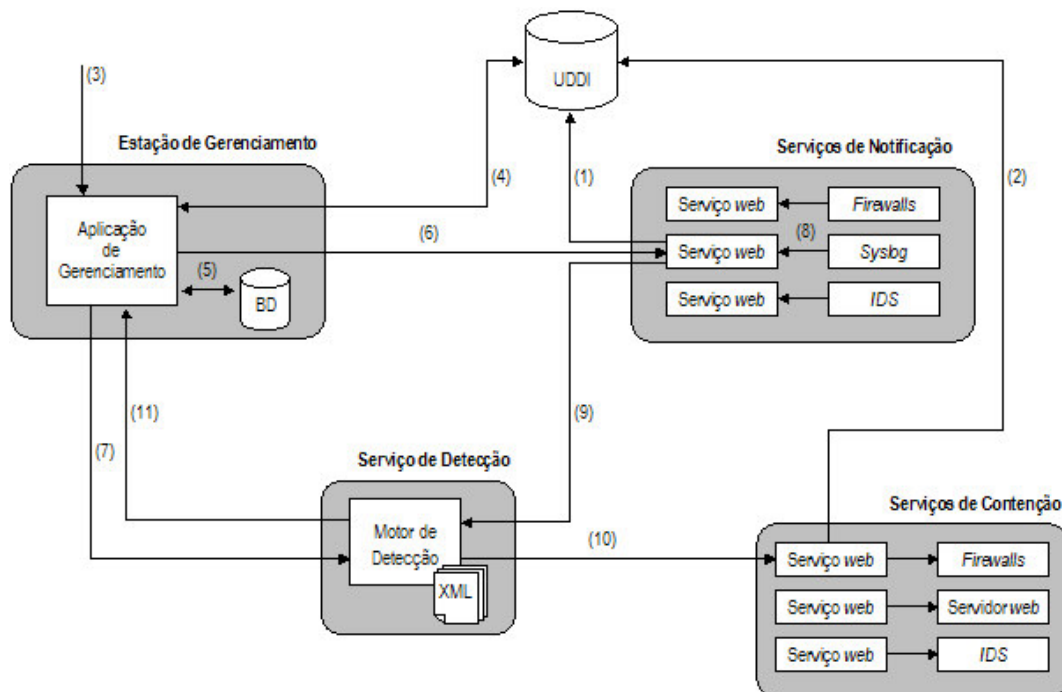 UDDI
(3)
Estação de Gerenciamento
Serviços de Notificação
(4)
(1)
(2)
Aplicação
de
Gerenciamento
(5)
BD
(6)
Serviço web
Firewalls
(8)
Serviço web
Syslog
Serviço web
IDS
(11)
(7)
(9)
Serviço de Detecção
Motor de
Detecção
XML
(10)
Serviços de Contenção
Serviço web
Firewalls
Serviço web
Servidor web
Serviço web
IDS